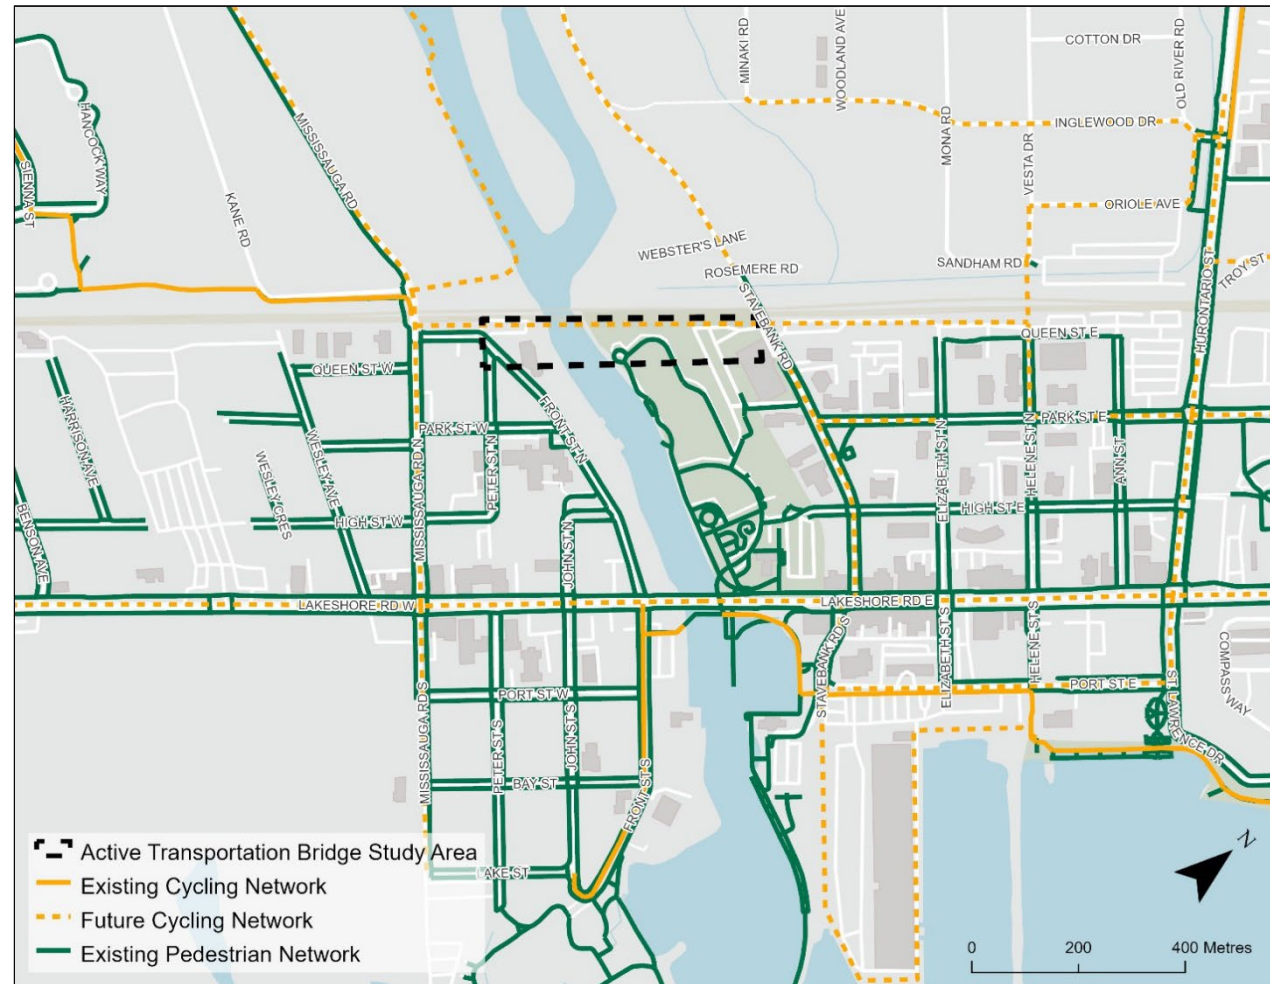 MINAKI RD
WOODLAND AVE
COTTON DR
OLD RIVER RD
HANCOCK WAY
SIENNA ST
MISSISSAUGA RD
KANE RD
MONA RD
INGLEWOOD DR
VESTA DR
ORIOLE AVE
WEBSTER'S LANE
ROSEMERE RD
SANDHAM RD
HURONTARIO ST
TROY ST
STAVEBANK RD
QUEEN ST E
QUEEN ST W
HARRISON AVE
WESLEY AVE
WESLEY CRES
BENSON AVE
MISSISSAUGA RD N
PARK ST W
PETER ST N
FRONT ST N
HIGH ST W
JOHN ST N
ELIZABETH ST N
HELENE ST N
PARK ST E
ANN ST
HIGH ST E
LAKESHORE RD W
LAKESHORE RD E
STAVEBANK RD S
ELIZABETH ST S
HELENE ST S
PORT ST E
ST. LAWRENCE DR
COMPASS WAY
MISSISSAUGA RD S
PORT ST W
PETER ST S
JOHN ST S
BAY ST
FRONT ST S
LAKE ST
Active Transportation Bridge Study Area
Existing Cycling Network
Future Cycling Network
Existing Pedestrian Network
N
0 200 400 Metres